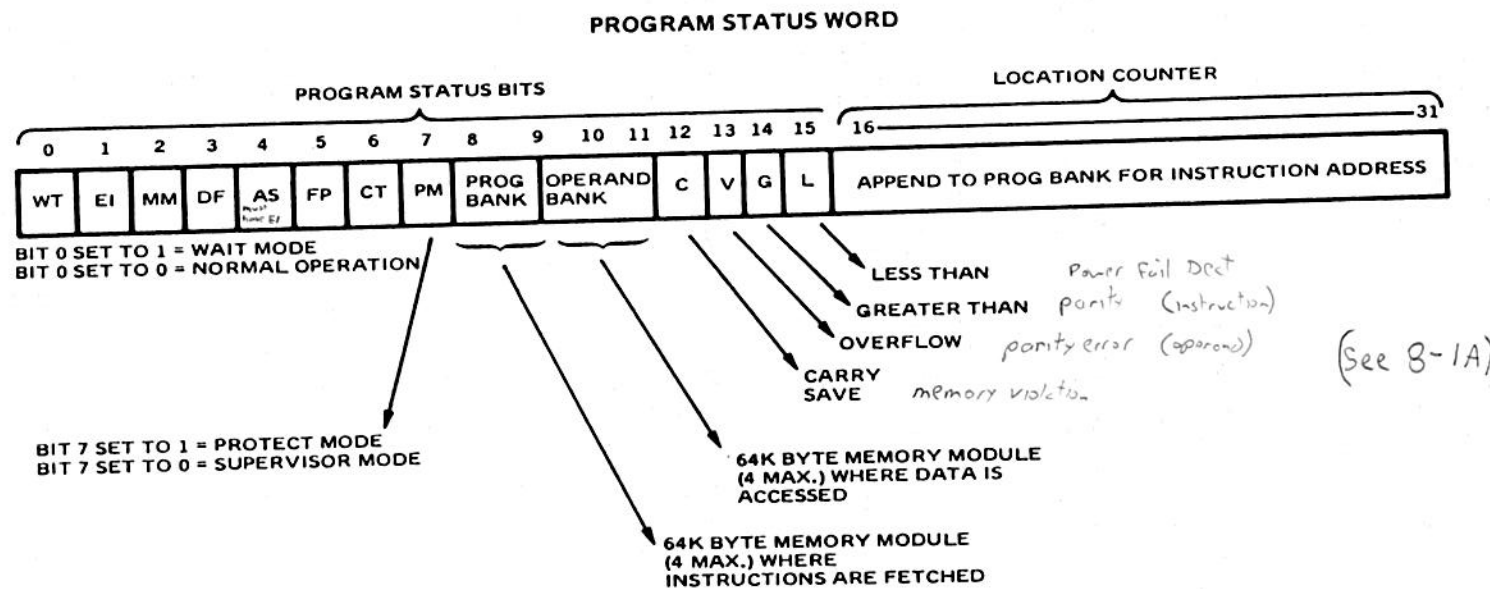 PROGRAM STATUS WORD
PROGRAM STATUS BITS
LOCATION COUNTER
0 1 2 3 4 5 6 7 8 9 10 11 12 13 14 15 16 31
WT EI MM DF AS FP CT PM PROG OPERAND C V G L APPEND TO PROG BANK FOR INSTRUCTION ADDRESS
BANK BANK
must
have EI
BIT 0 SET TO 1 = WAIT MODE
BIT 0 SET TO 0 = NORMAL OPERATION
LESS THAN Power Fail Dect
GREATER THAN parity (instruction)
OVERFLOW parity error (operand)
(See 8-1A)
CARRY
SAVE memory violation
BIT 7 SET TO 1 = PROTECT MODE
BIT 7 SET TO 0 = SUPERVISOR MODE
64K BYTE MEMORY MODULE
(4 MAX.) WHERE DATA IS
ACCESSED
64K BYTE MEMORY MODULE
(4 MAX.) WHERE
INSTRUCTIONS ARE FETCHED